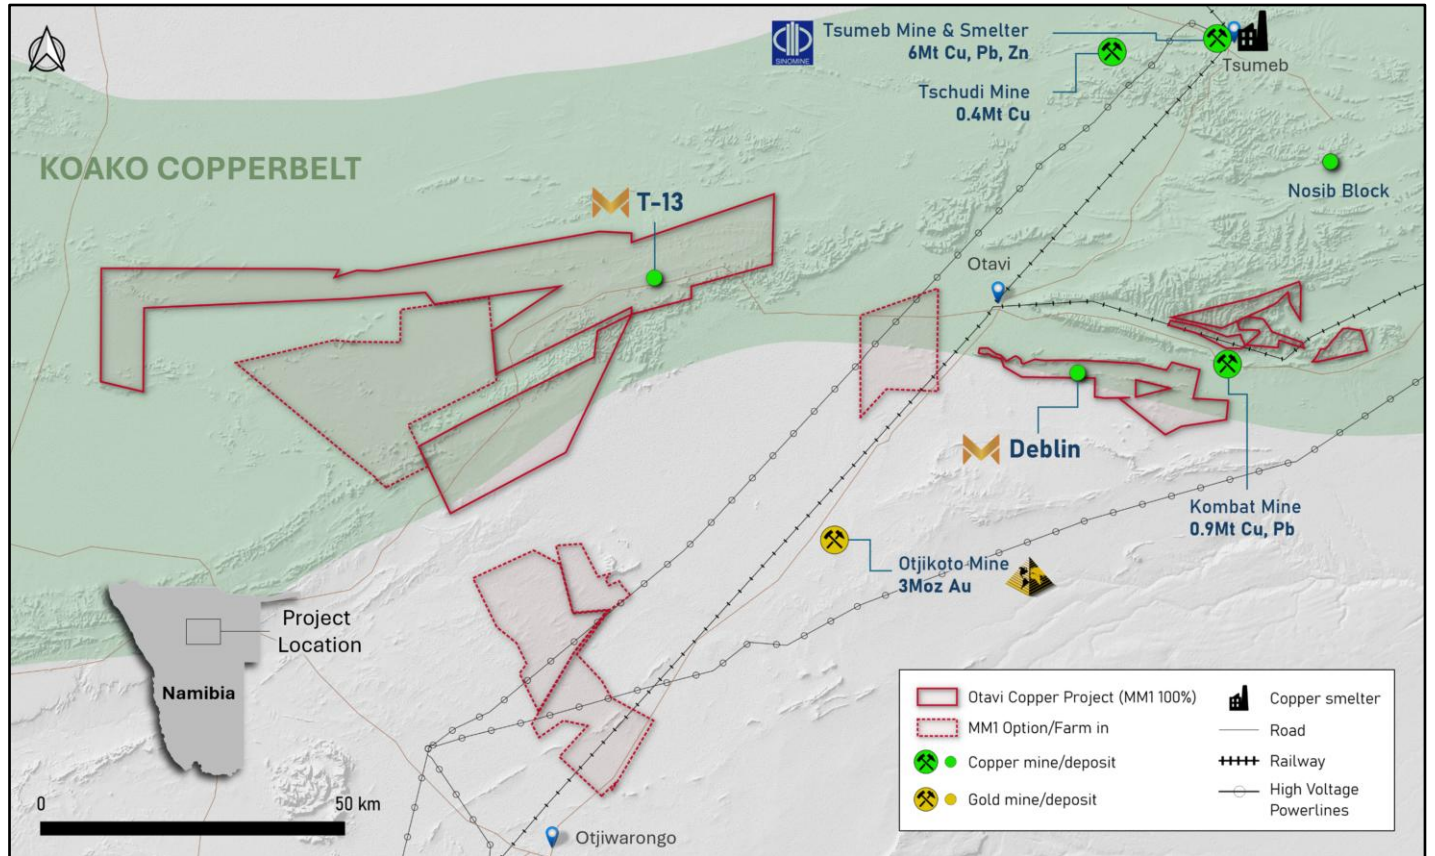 SINOMINE
Tsumeb Mine & Smelter
6Mt Cu, Pb, Zn
Tsumeb
Tschudi Mine
0.4Mt Cu
KOAKO COPPERBELT
Nosib Block
T-13
Otavi
Deblin
Kombat Mine
0.9Mt Cu, Pb
Otjikoto Mine
3Moz Au
Project
Location
Namibia
0
50 km
Otjiwarongo
Otavi Copper Project (MM1 100%)
MM1 Option/Farm in
Copper mine/deposit
Gold mine/deposit
Copper smelter
Road
Railway
High Voltage
Powerlines